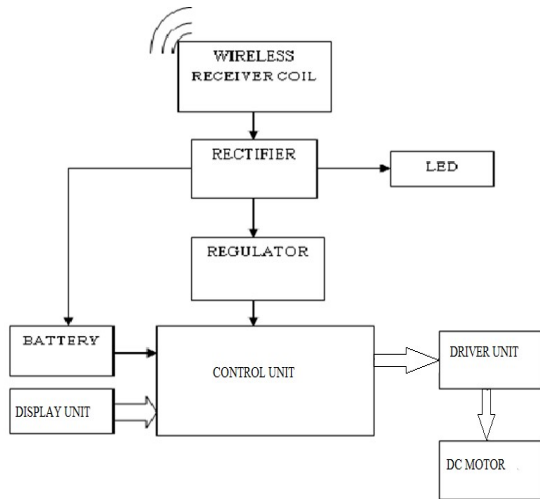 WIRELESS
RECEIVER COIL
RECTIFIER
LED
REGULATOR
BATTERY
CONTROL UNIT
DRIVER UNIT
DISPLAY UNIT
DC MOTOR